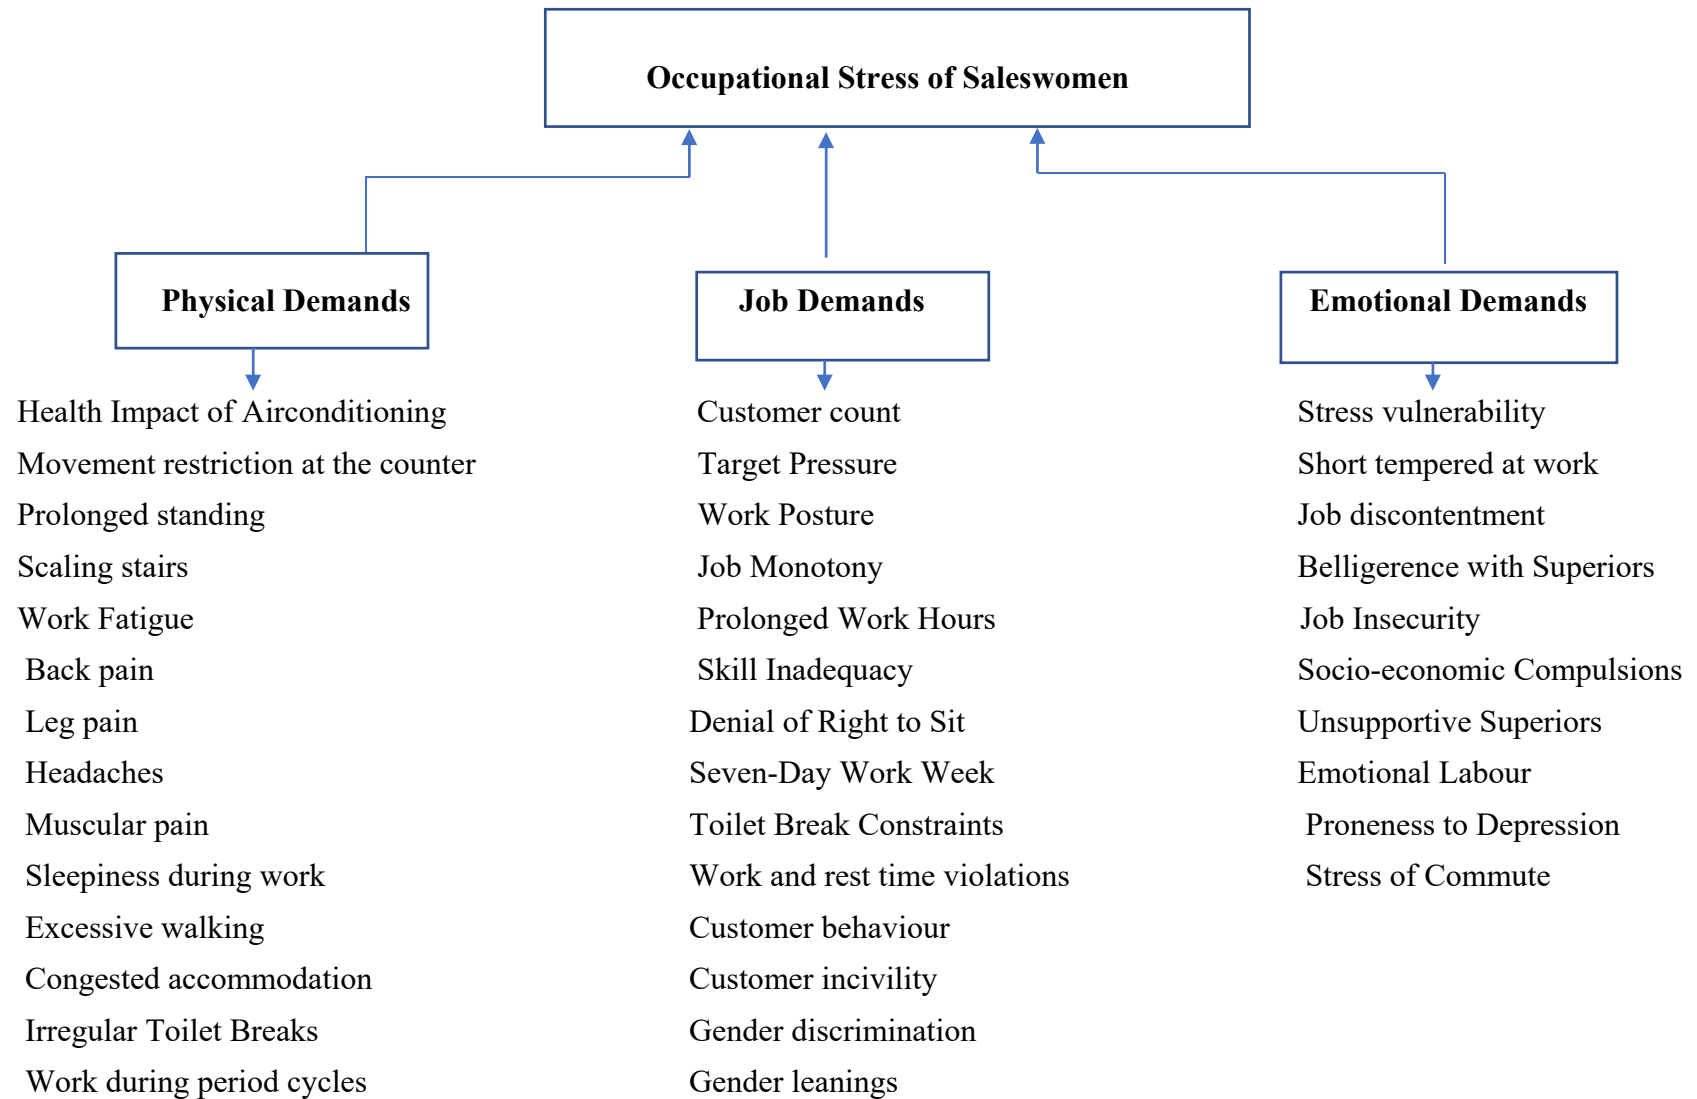 Occupational Stress of Saleswomen
Physical Demands
Job Demands
Emotional Demands
Health Impact of Airconditioning
Movement restriction at the counter
Prolonged standing
Scaling stairs
Work Fatigue
Back pain
Leg pain
Headaches
Muscular pain
Sleepiness during work
Excessive walking
Congested accommodation
Irregular Toilet Breaks
Work during period cycles
Customer count
Target Pressure
Work Posture
Job Monotony
Prolonged Work Hours
Skill Inadequacy
Denial of Right to Sit
Seven-Day Work Week
Toilet Break Constraints
Work and rest time violations
Customer behaviour
Customer incivility
Gender discrimination
Gender leanings
Stress vulnerability
Short tempered at work
Job discontentment
Belligerence with Superiors
Job Insecurity
Socio-economic Compulsions
Unsupportive Superiors
Emotional Labour
Proneness to Depression
Stress of Commute